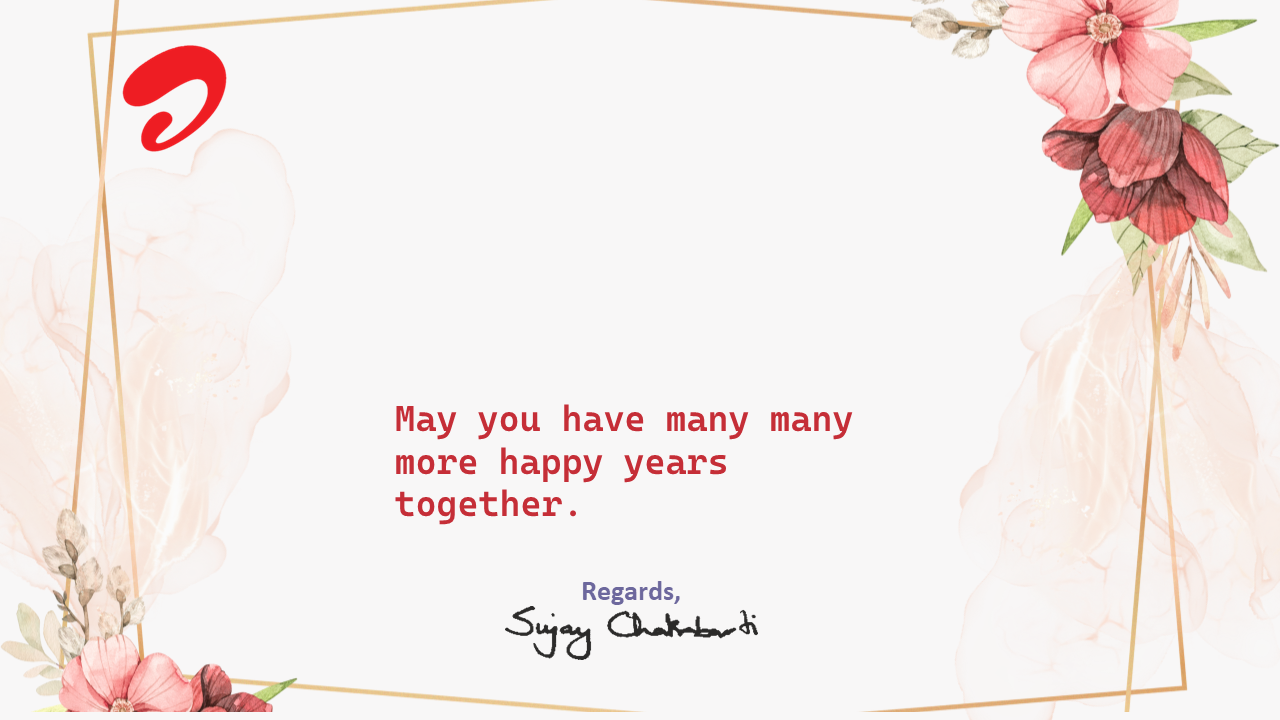 May you have many many
more happy years
together.
Regards,
Sujay Chakrabarti